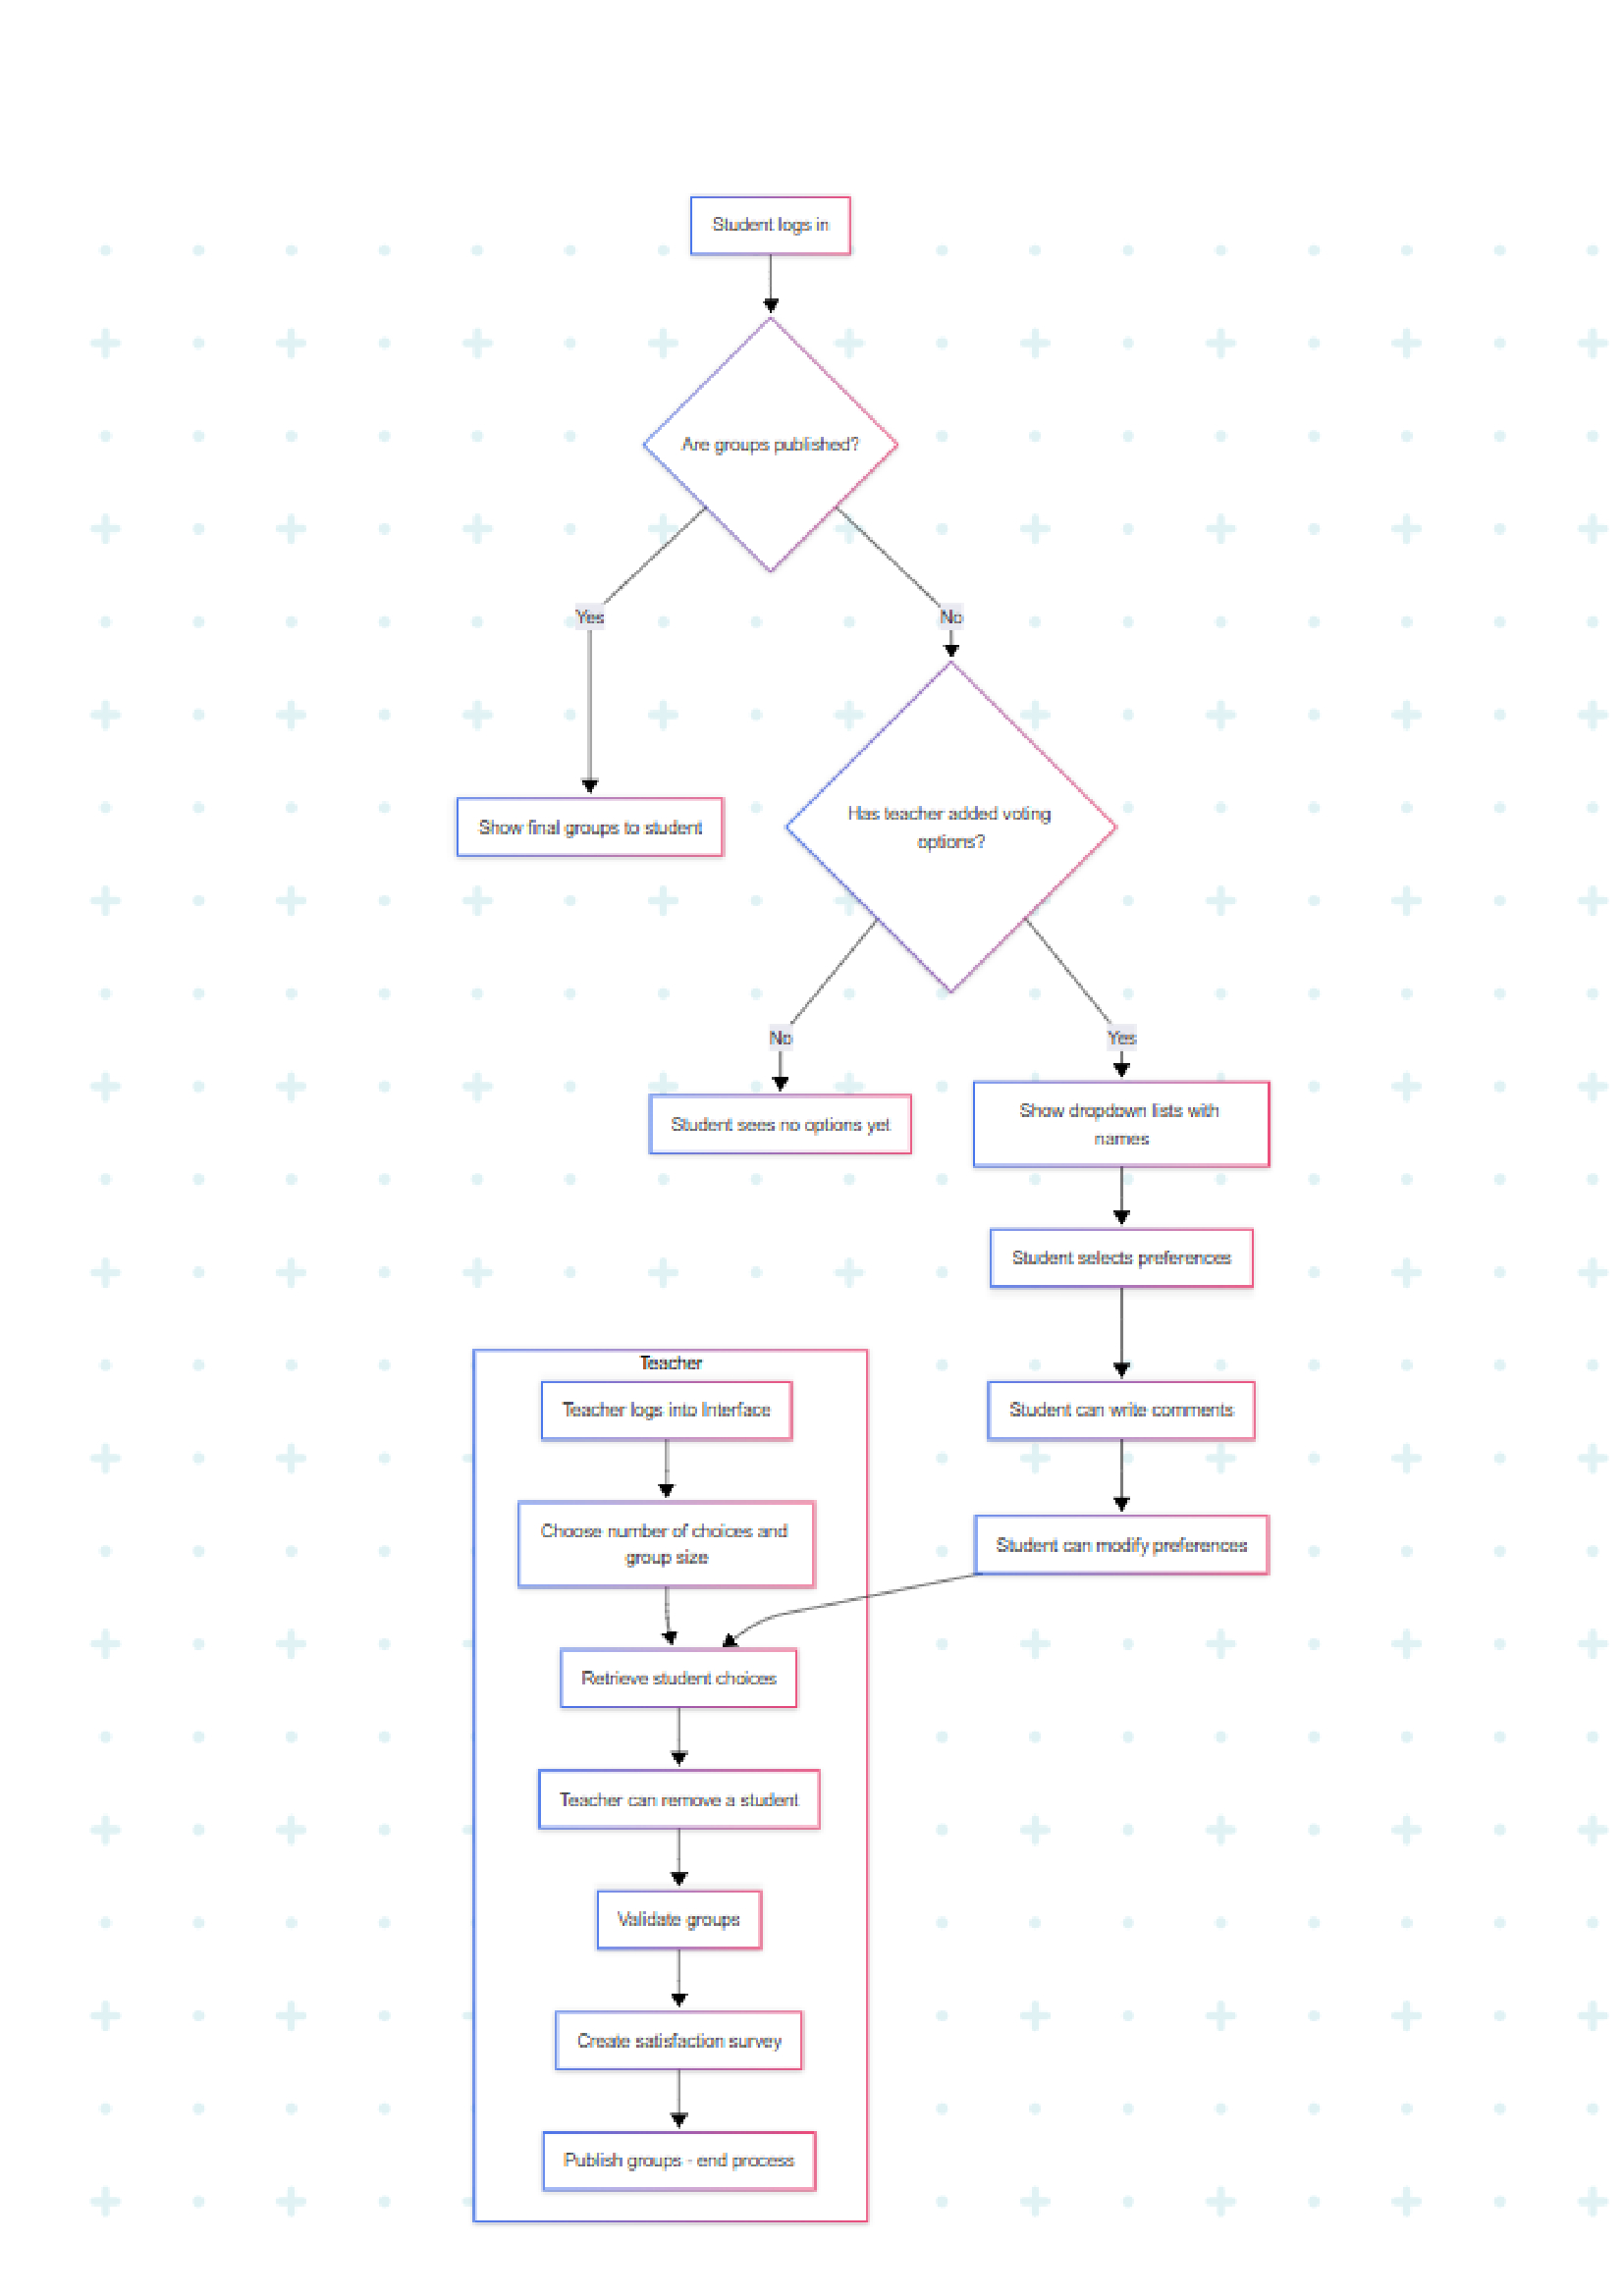 Student logs in
Are groups published?
Yes
No
Show final groups to student
Has teacher added voting
options?
No
Yes
Student sees no options yet
Show dropdown lists with
names
Student selects preferences
Student can write comments
Student can modify preferences
Teacher
Teacher logs into Interface
Choose number of choices and
group size
Retrieve student choices
Teacher can remove a student
Validate groups
Create satisfaction survey
Publish groups - end process